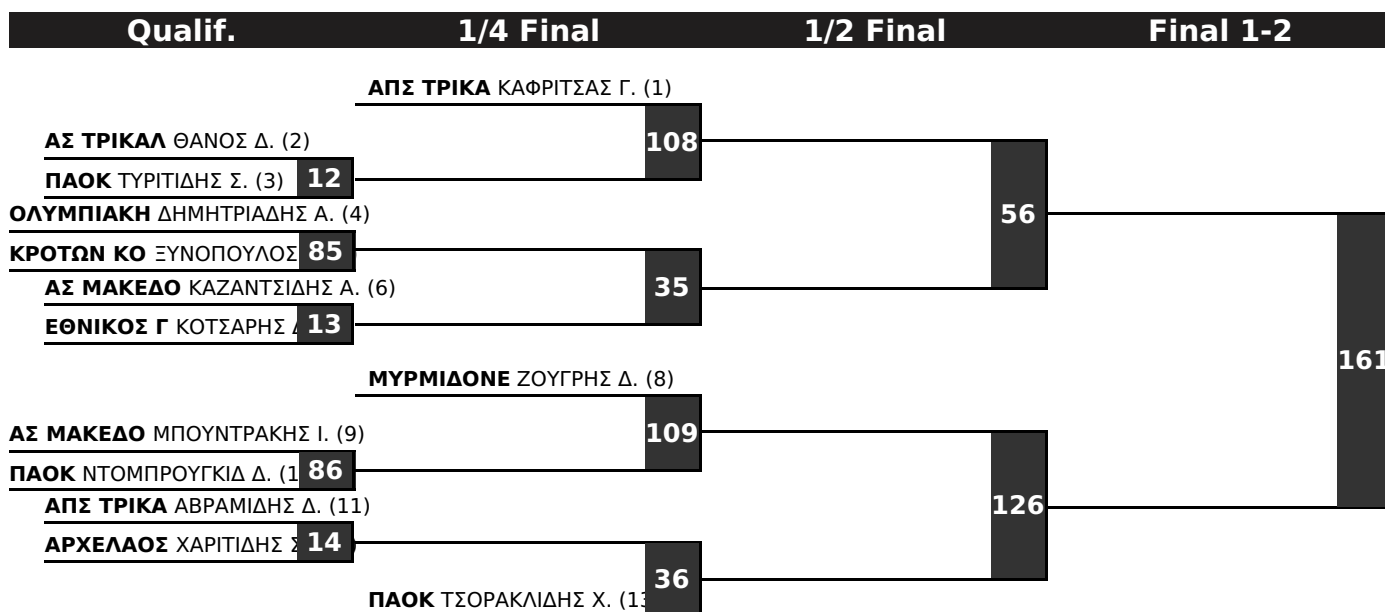 Qualif. 1/4 Final 1/2 Final Final 1-2
ΑΠΣ ΤΡΙΚΑ ΚΑΦΡΙΤΣΑΣ Γ. (1)
108
ΑΣ ΤΡΙΚΑΛ ΘΑΝΟΣ Δ. (2)
ΠΑΟΚ ΤΥΡΙΤΙΔΗΣ Σ. (3) 12
ΟΛΥΜΠΙΑΚΗ ΔΗΜΗΤΡΙΑΔΗΣ Α. (4)
56
ΚΡΟΤΩΝ ΚΟ ΞΥΝΟΠΟΥΛΟΣ 85
ΑΣ ΜΑΚΕΔΟ ΚΑΖΑΝΤΣΙΔΗΣ Α. (6)
35
ΕΘΝΙΚΟΣ Γ ΚΟΤΣΑΡΗΣ 13
161
ΜΥΡΜΙΔΟΝΕ ΖΟΥΓΡΗΣ Δ. (8)
109
ΑΣ ΜΑΚΕΔΟ ΜΠΟΥΝΤΡΑΚΗΣ Ι. (9)
ΠΑΟΚ ΝΤΟΜΠΡΟΥΓΚΙΔ Δ. (1 86
ΑΠΣ ΤΡΙΚΑ ΑΒΡΑΜΙΔΗΣ Δ. (11)
126
ΑΡΧΕΛΑΟΣ ΧΑΡΙΤΙΔΗΣ 14
36
ΠΑΟΚ ΤΣΟΡΑΚΛΙΔΗΣ Χ. (13